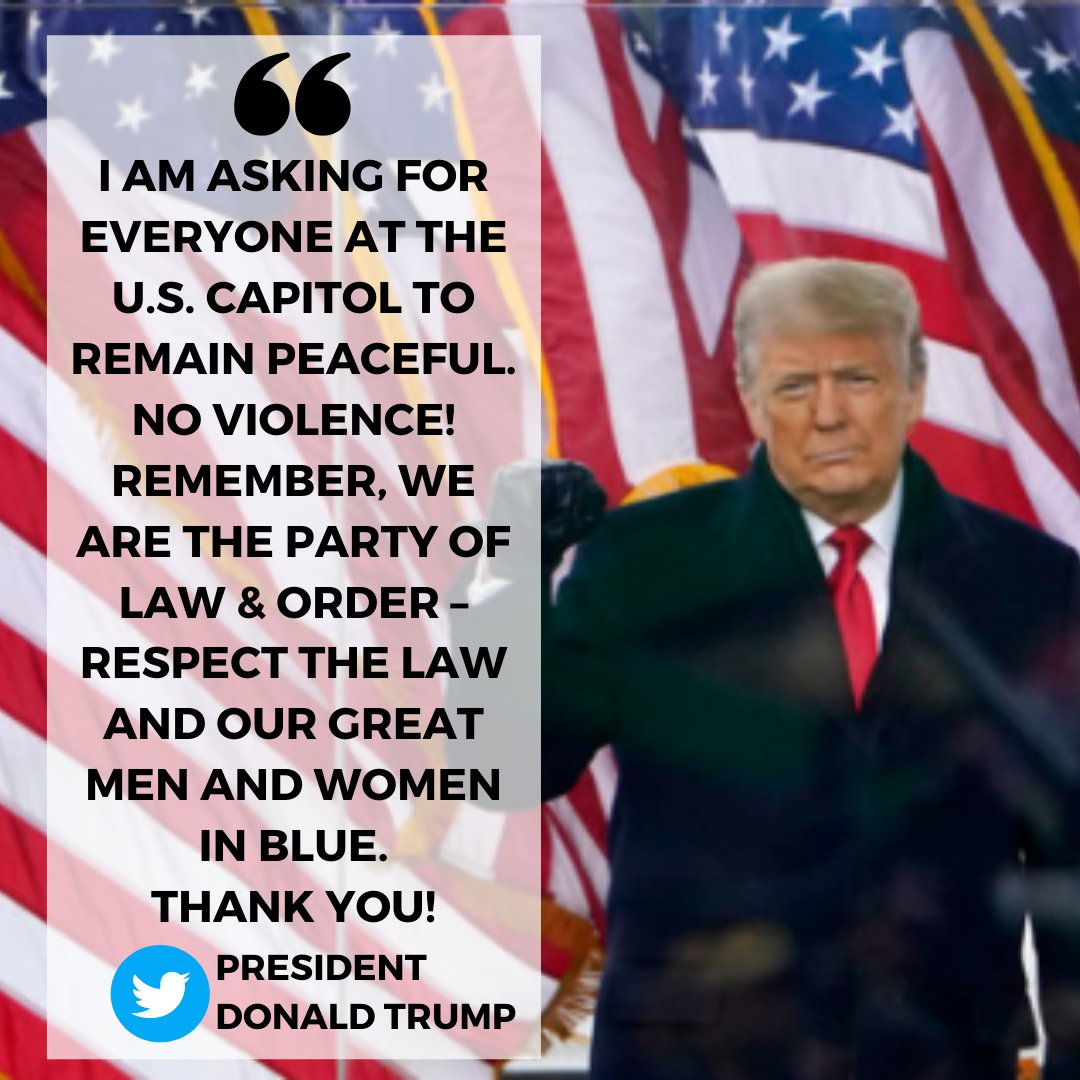 I AM ASKING FOR
EVERYONE AT THE
U.S. CAPITOL TO
REMAIN PEACEFUL.
NO VIOLENCE!
REMEMBER, WE
ARE THE PARTY OF
LAW & ORDER –
RESPECT THE LAW
AND OUR GREAT
MEN AND WOMEN
IN BLUE.
THANK YOU!
PRESIDENT
DONALD TRUMP